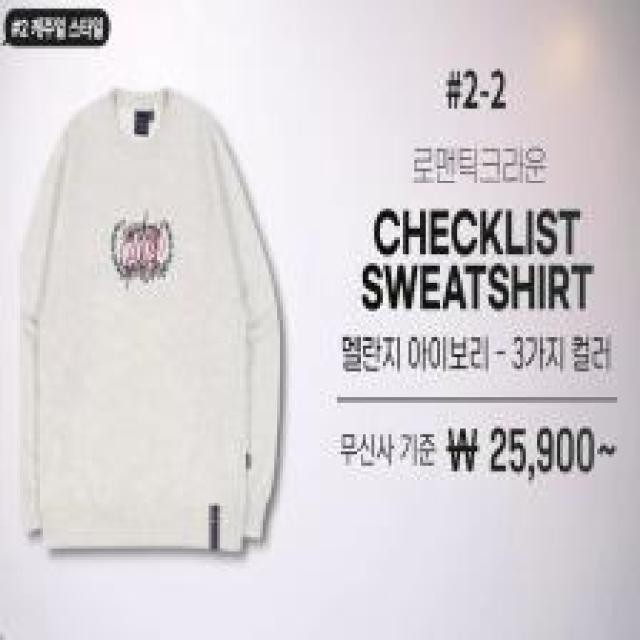 #2 캐주얼 스타일
#2-2
로맨틱크라운
CHECKLIST
SWEATSHIRT
멜란지 아이보리 - 3가지 컬러
무신사 기준 ₩ 25,900~